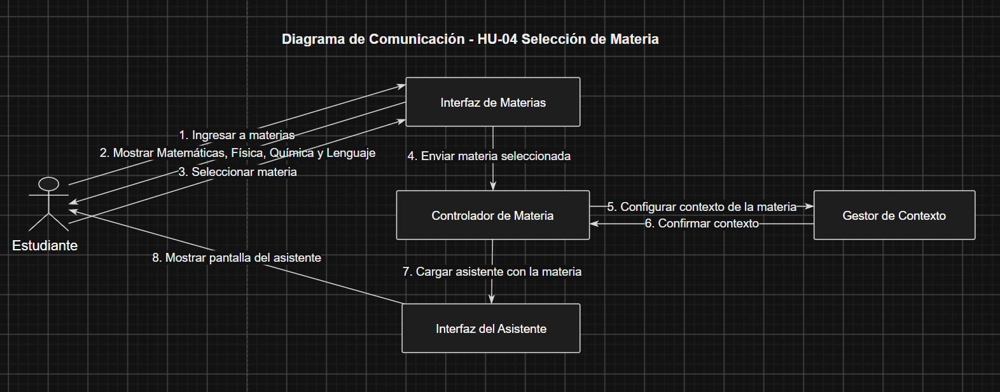 Diagrama de Comunicación - HU-04 Selección de Materia
Interfaz de Materias
1. Ingresar a materias
2. Mostrar Matemáticas, Física, Química y Lenguaje
3. Seleccionar materia
4. Enviar materia seleccionada
Controlador de Materia
5. Configurar contexto de la materia
6. Confirmar contexto
Gestor de Contexto
Estudiante
8. Mostrar pantalla del asistente
7. Cargar asistente con la materia
Interfaz del Asistente